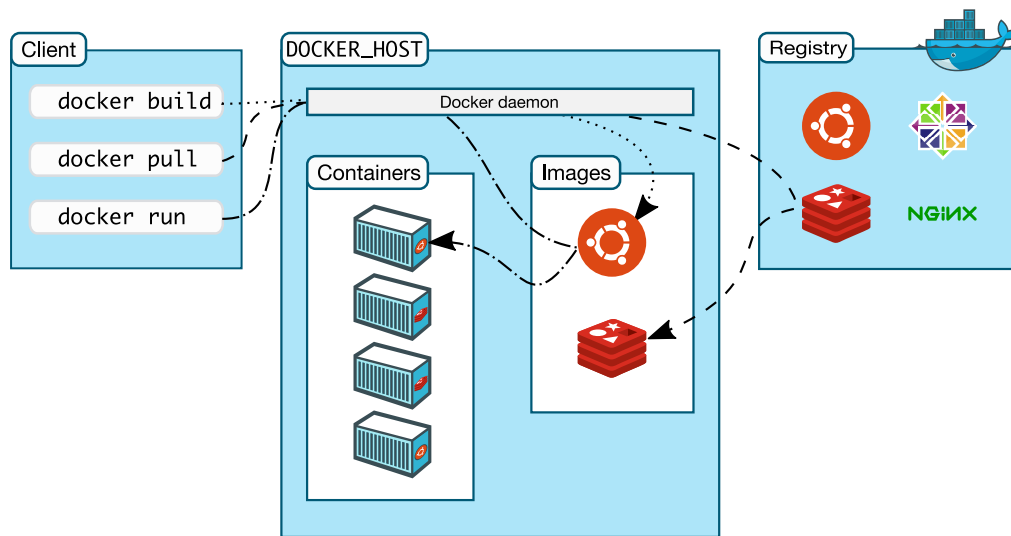 Client
docker build
docker pull
docker run
DOCKER_HOST
Docker daemon
Containers
Images
Registry
NGiNX